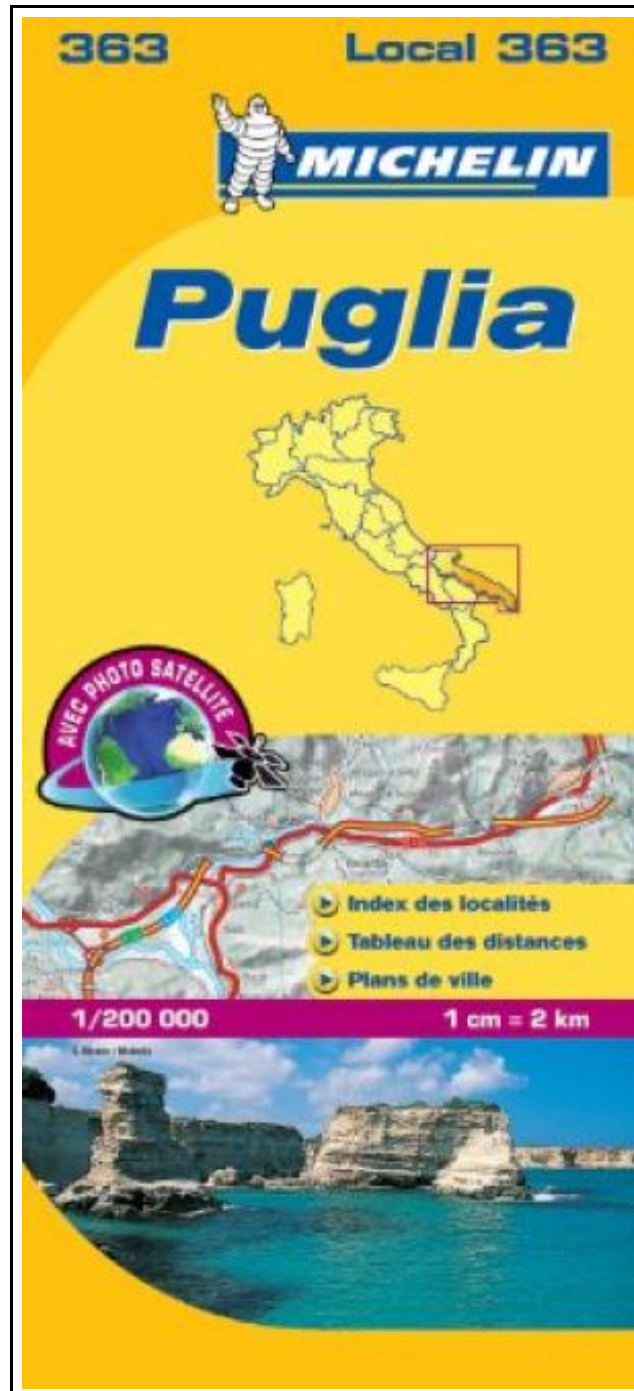 363
Local 363
MICHELIN
Puglia
AVEC PHOTO SATELLITE
Index des localités
Tableau des distances
Plans de ville
1/200 000
1 cm = 2 km